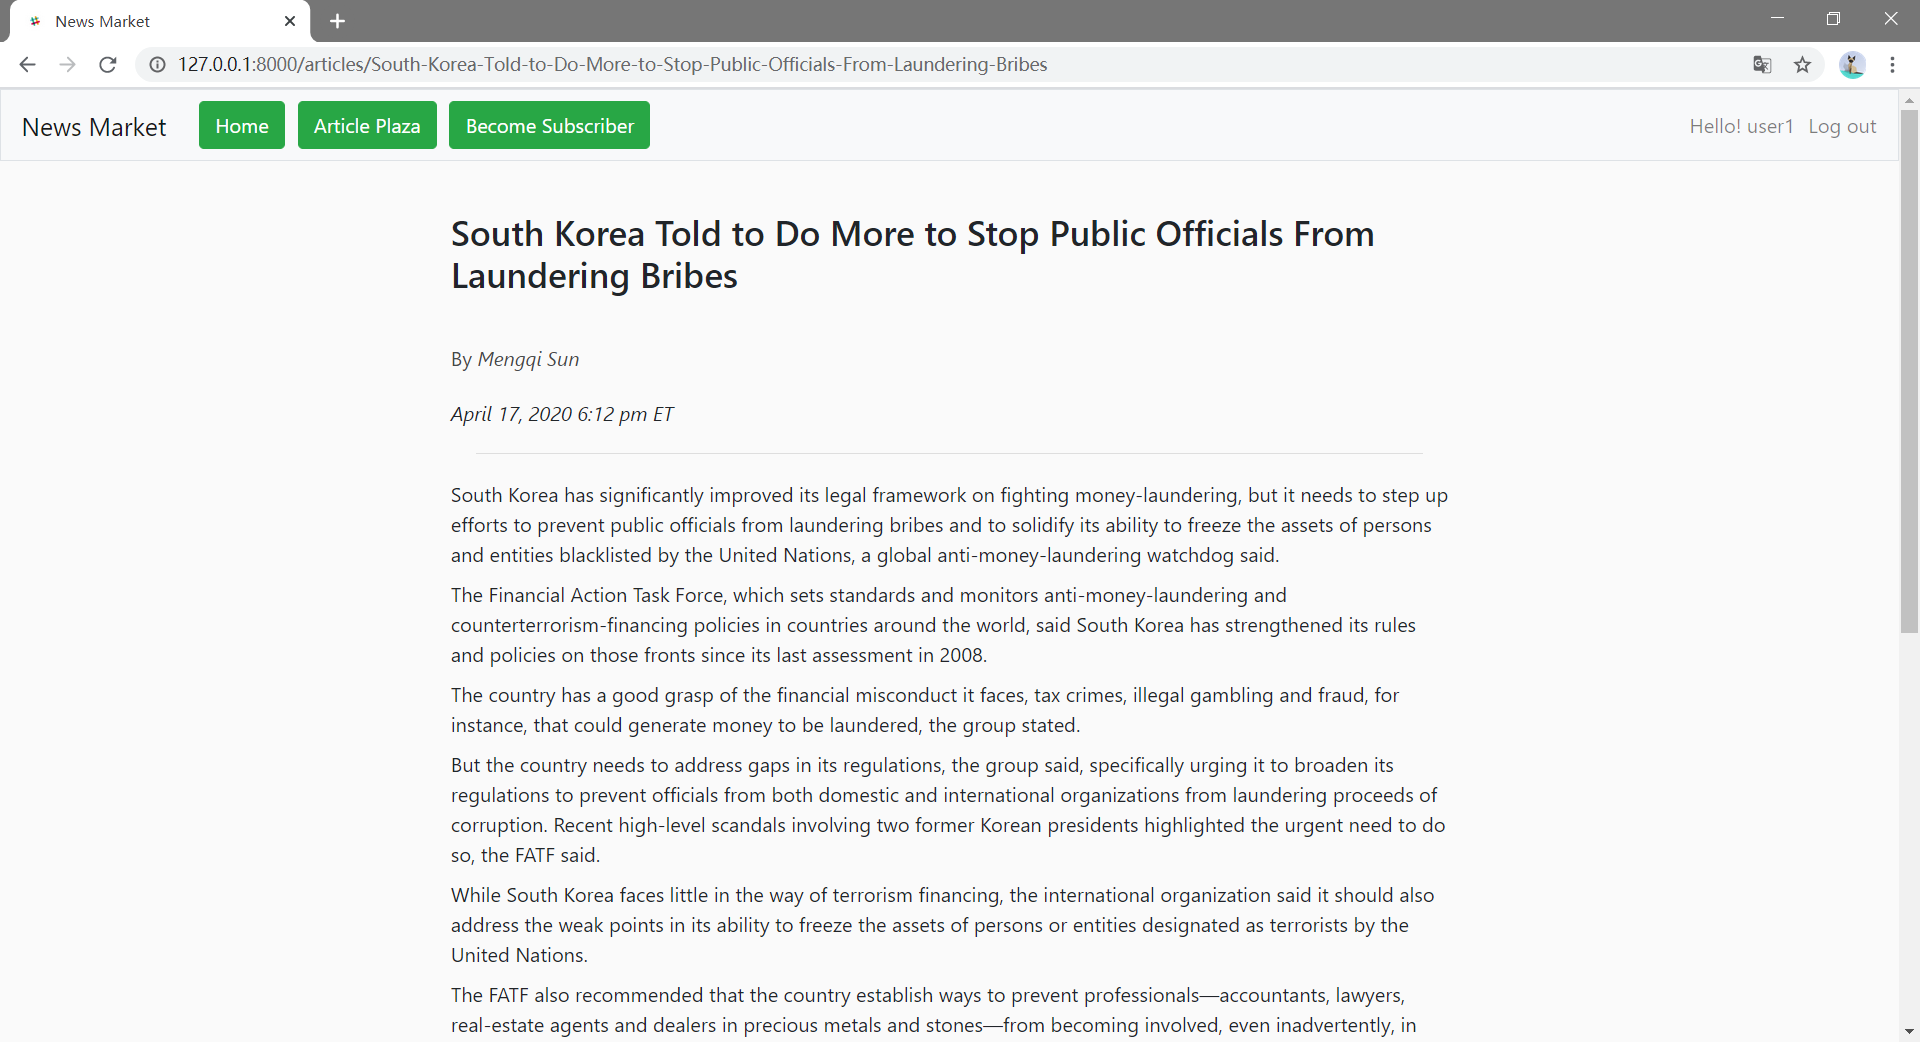 News Market
127.0.0.1:8000/articles/South-Korea-Told-to-Do-More-to-Stop-Public-Officials-From-Laundering-Bribes
News Market
Home
Article Plaza
Become Subscriber
Hello! user1
Log out
South Korea Told to Do More to Stop Public Officials From
Laundering Bribes
By Mengqi Sun
April 17, 2020 6:12 pm ET
South Korea has significantly improved its legal framework on fighting money-laundering, but it needs to step up
efforts to prevent public officials from laundering bribes and to solidify its ability to freeze the assets of persons
and entities blacklisted by the United Nations, a global anti-money-laundering watchdog said.
The Financial Action Task Force, which sets standards and monitors anti-money-laundering and
counterterrorism-financing policies in countries around the world, said South Korea has strengthened its rules
and policies on those fronts since its last assessment in 2008.
The country has a good grasp of the financial misconduct it faces, tax crimes, illegal gambling and fraud, for
instance, that could generate money to be laundered, the group stated.
But the country needs to address gaps in its regulations, the group said, specifically urging it to broaden its
regulations to prevent officials from both domestic and international organizations from laundering proceeds of
corruption. Recent high-level scandals involving two former Korean presidents highlighted the urgent need to do
so, the FATF said.
While South Korea faces little in the way of terrorism financing, the international organization said it should also
address the weak points in its ability to freeze the assets of persons or entities designated as terrorists by the
United Nations.
The FATF also recommended that the country establish ways to prevent professionals—accountants, lawyers,
real-estate agents and dealers in precious metals and stones—from becoming involved, even inadvertently, in